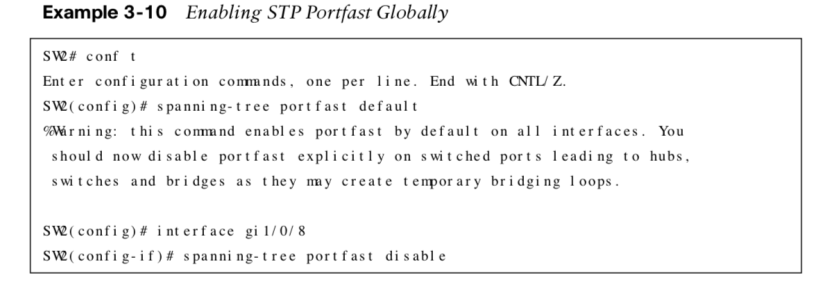 Example 3-10 Enabling STP Portfast Globally
SW2# conf t
Enter configuration commands, one per line. End with CNTL/Z.
SW2(config)# spanning-tree portfast default
%Warning: this command enables portfast by default on all interfaces. You
should now disable portfast explicitly on switched ports leading to hubs,
switches and bridges as they may create temporary bridging loops.
SW2(config)# interface gi1/0/8
SW2(config-if)# spanning-tree portfast disable